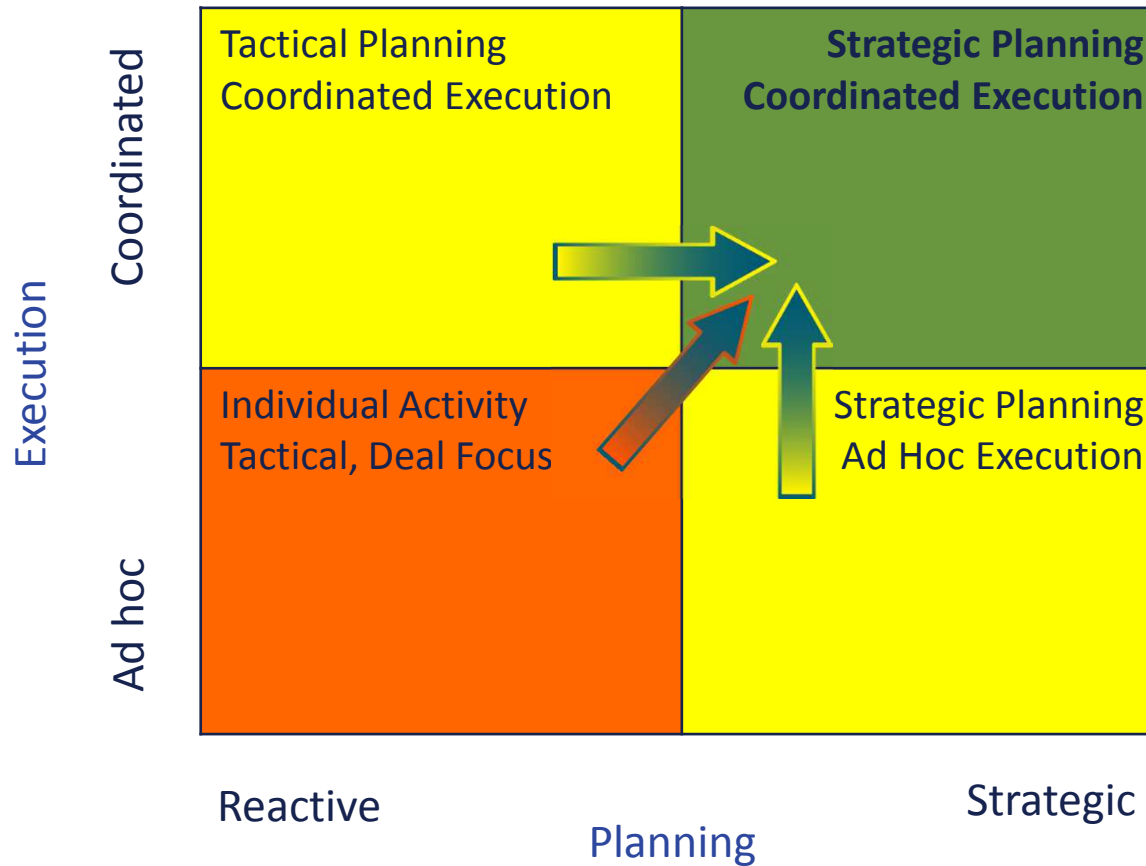 Execution
Coordinated
Ad hoc
Tactical Planning
Coordinated Execution
Strategic Planning
Coordinated Execution
Individual Activity
Tactical, Deal Focus
Strategic Planning
Ad Hoc Execution
Reactive
Strategic
Planning